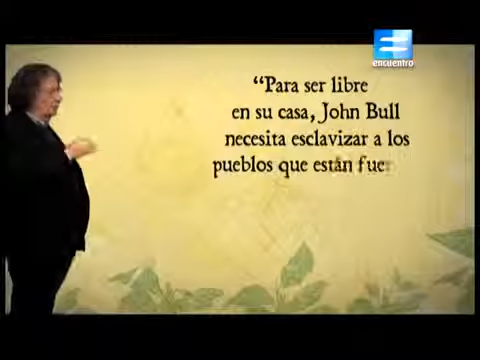 encuentro
“Para ser libre
en su casa, John Bull
necesita esclavizar a los
pueblos que están fuer